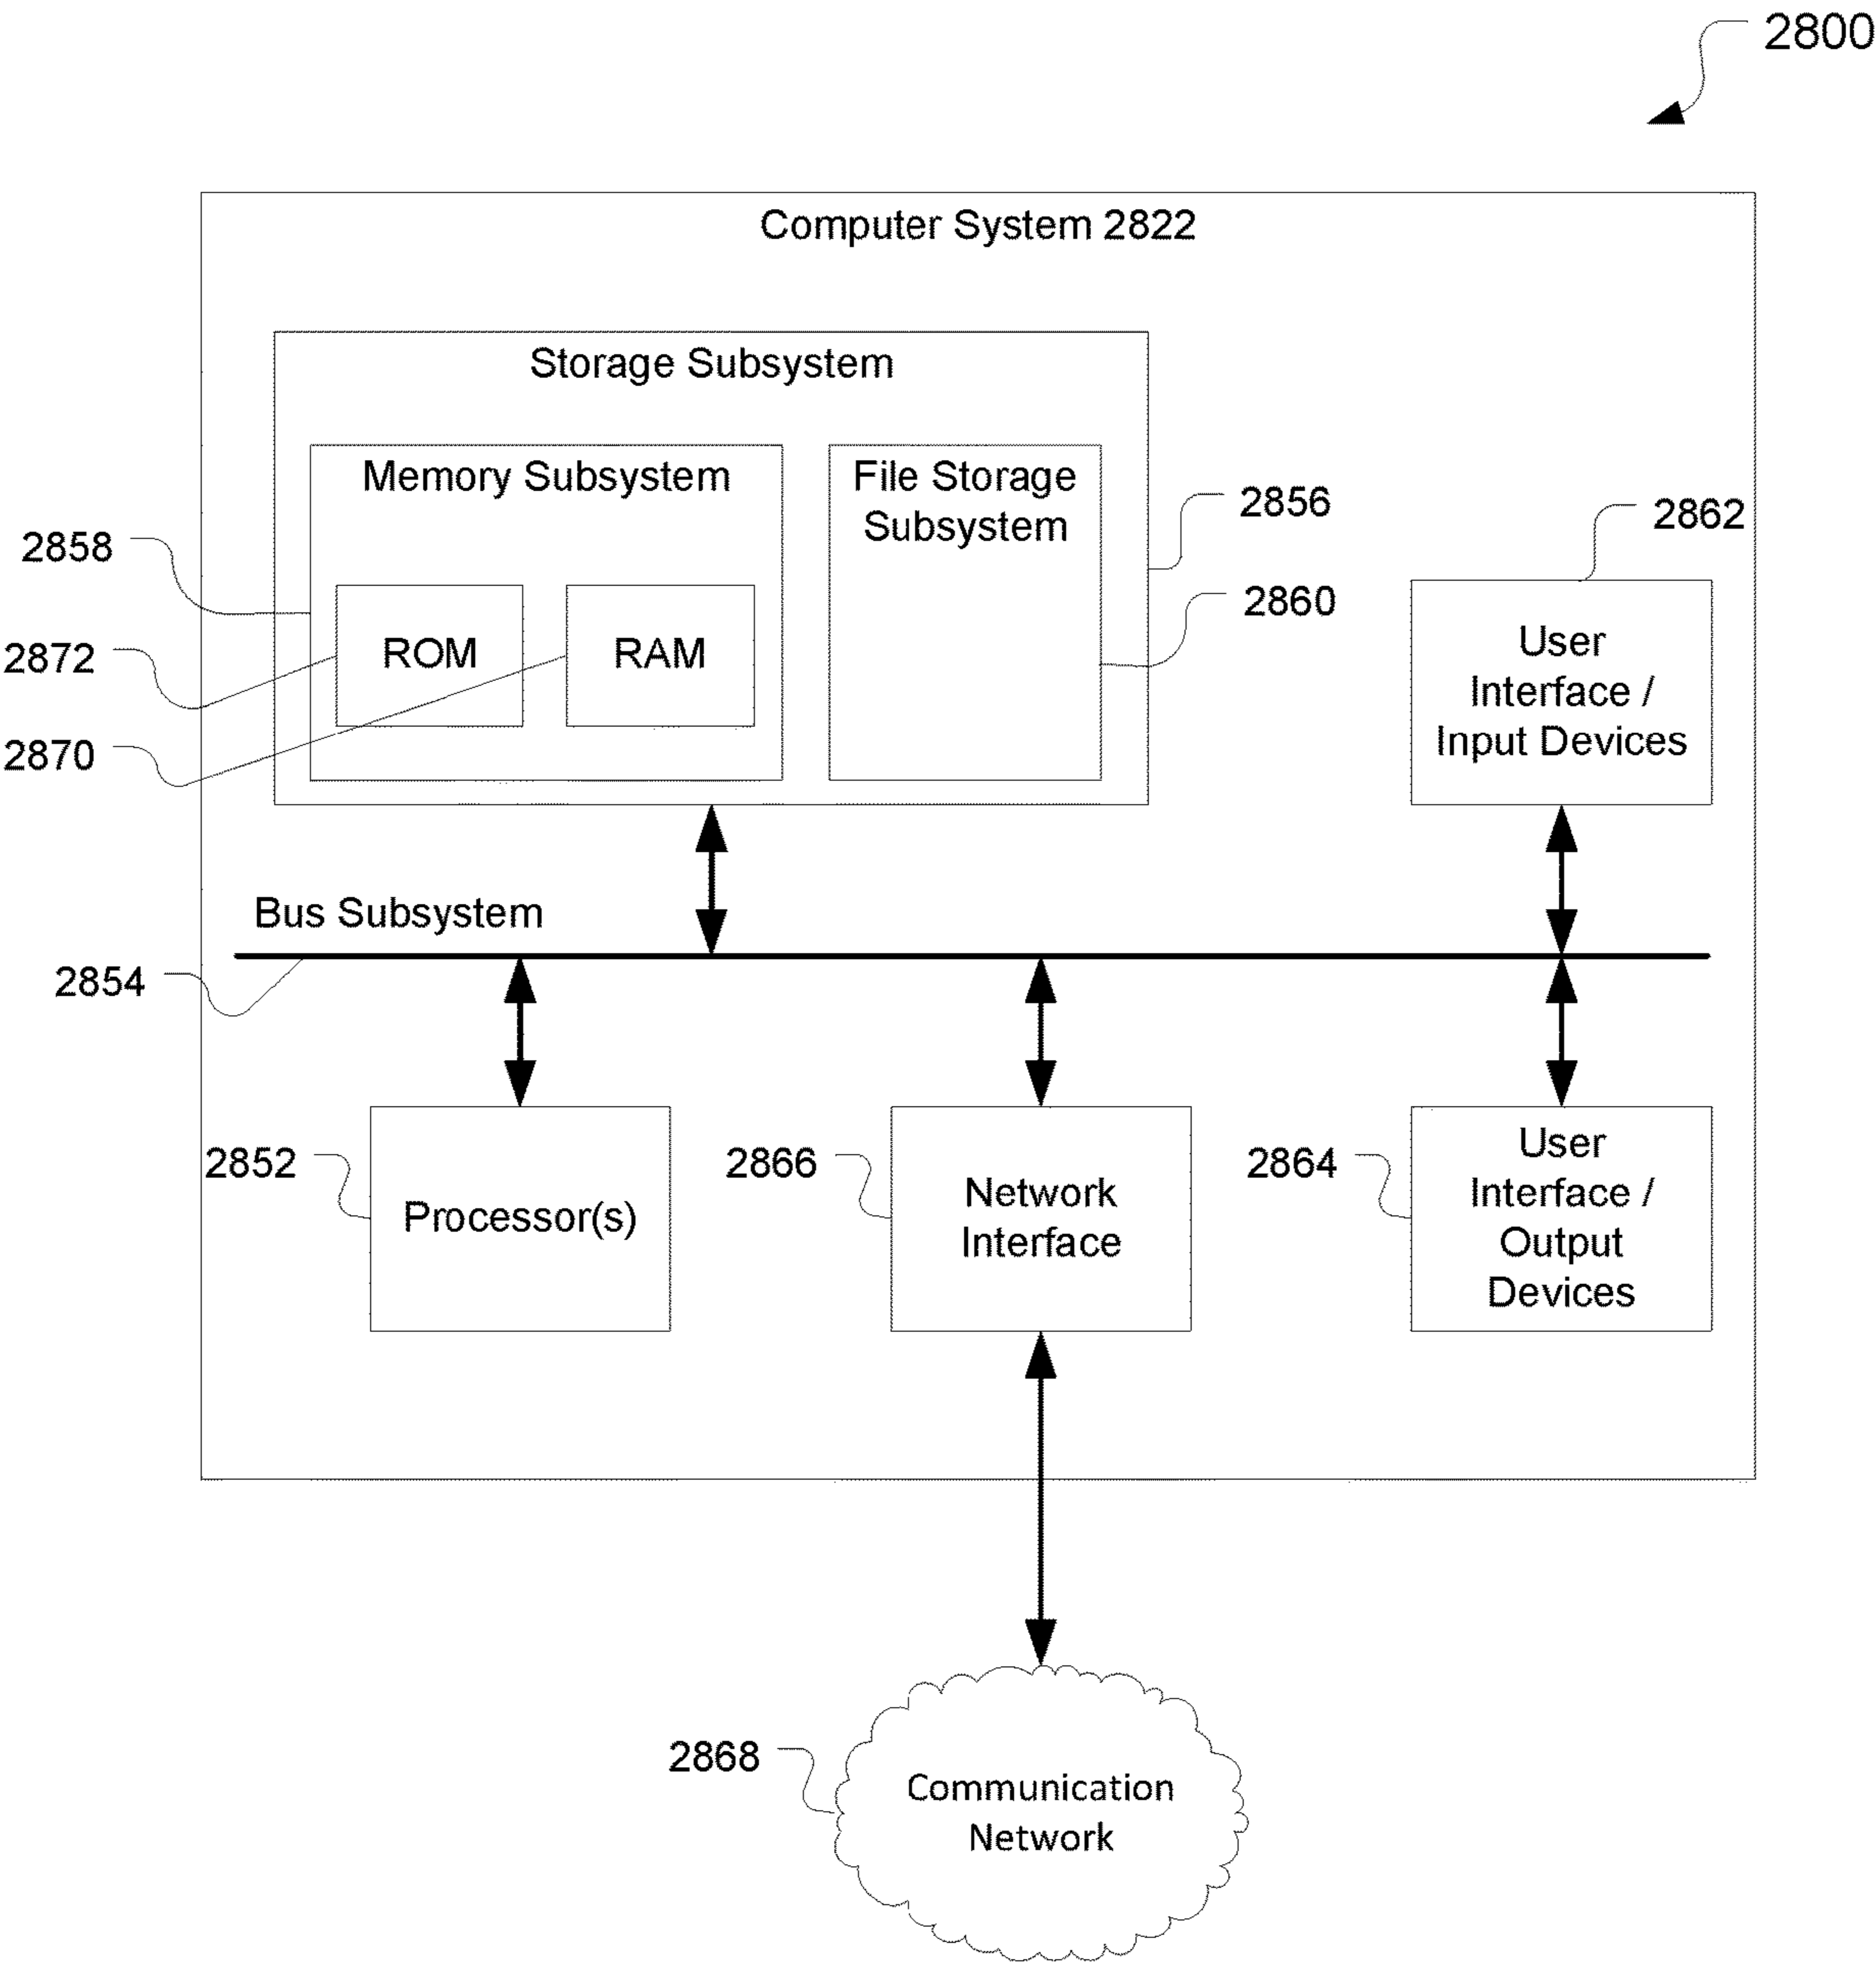 2800
Computer System 2822
Storage Subsystem
Memory Subsystem
File Storage
Subsystem
2856
2862
2858
2860
ROM
RAM
2872
User
Interface /
Input Devices
2870
Bus Subsystem
2854
2852
Processor(s)
2866
Network
Interface
2864
User
Interface /
Output
Devices
2868
Communication
Network